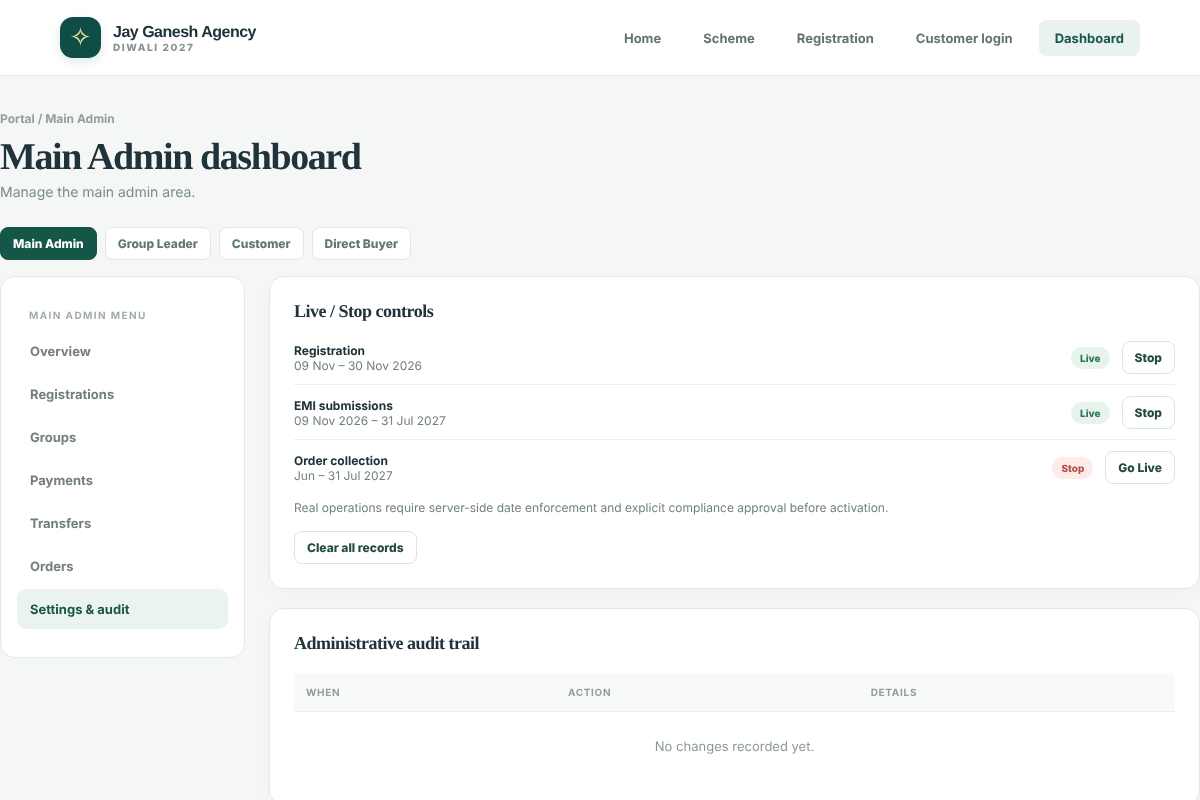 Jay Ganesh Agency
DIWALI 2027
Home
Scheme
Registration
Customer login
Dashboard
Portal / Main Admin
Main Admin dashboard
Manage the main admin area.
Main Admin
Group Leader
Customer
Direct Buyer
MAIN ADMIN MENU
Overview
Registrations
Groups
Payments
Transfers
Orders
Settings & audit
Live / Stop controls
Registration
09 Nov – 30 Nov 2026
Live
Stop
EMI submissions
09 Nov 2026 – 31 Jul 2027
Live
Stop
Order collection
Jun – 31 Jul 2027
Stop
Go Live
Real operations require server-side date enforcement and explicit compliance approval before activation.
Clear all records
Administrative audit trail
WHEN
ACTION
DETAILS
No changes recorded yet.